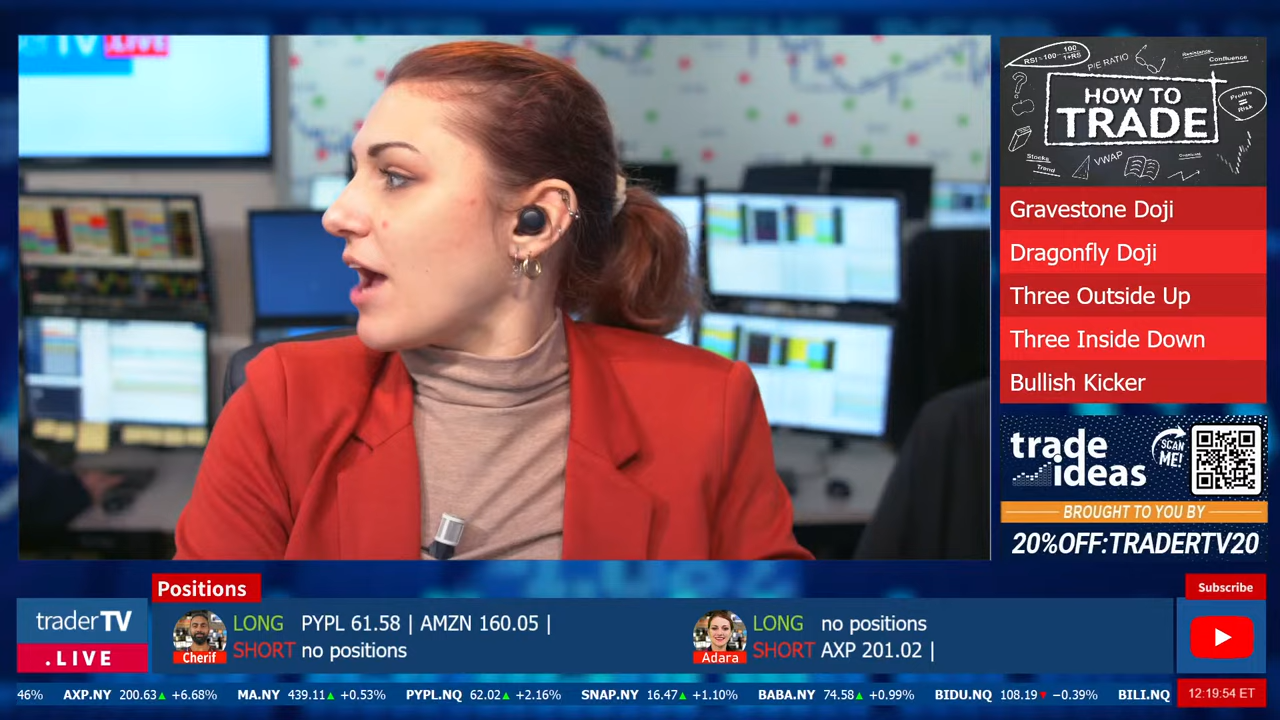 TV LIVE
RSI=100- 100
1+RS
P/E RATIO
Resistance
Confluence
HOW TO
TRADE
Profits
=
Risk
Stocks
Trend
VWAP
Gravestone Doji
Dragonfly Doji
Three Outside Up
Three Inside Down
Bullish Kicker
trade
ideas
SCAN
ME!
BROUGHT TO YOU BY
20%OFF:TRADERTV20
Positions
Subscribe
traderTV
.LIVE
Cherif
LONG PYPL 61.58 | AMZN 160.05 |
SHORT no positions
Adara
LONG no positions
SHORT AXP 201.02 |
46% AXP.NY 200.63▲ +6.68% MA.NY 439.11▲ +0.53% PYPL.NQ 62.02▲ +2.16% SNAP.NY 16.47▲ +1.10% BABA.NY 74.58▲ +0.99% BIDU.NQ 108.19▼ −0.39% BILI.NQ
12:19:54 ET